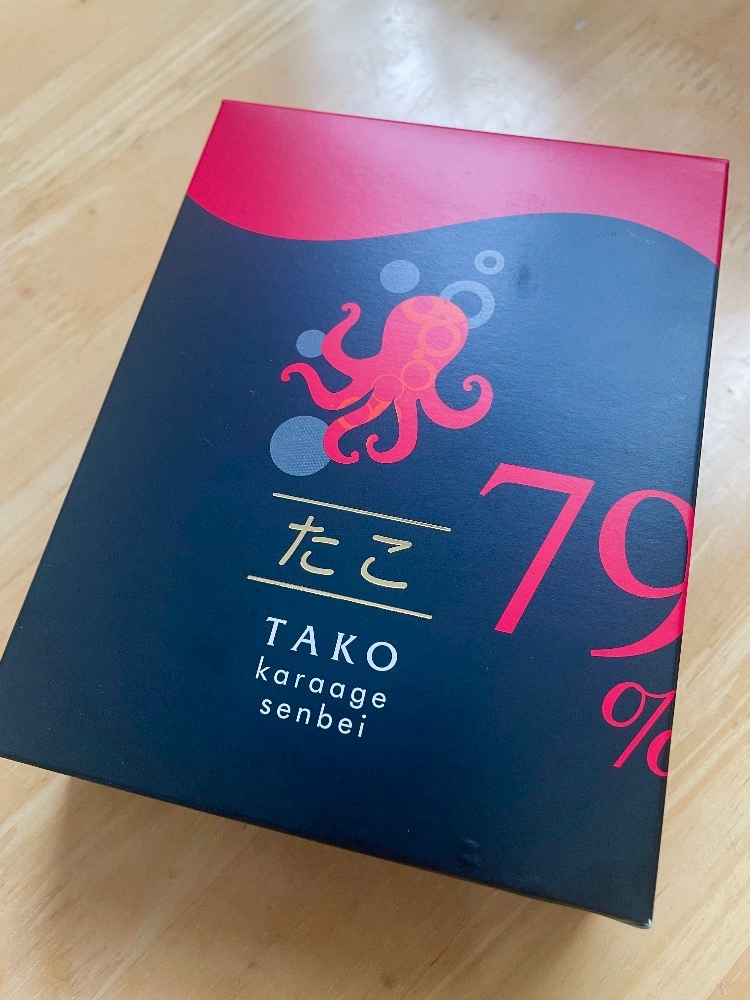 たこ
TAKO
karaage
senbei
79
%